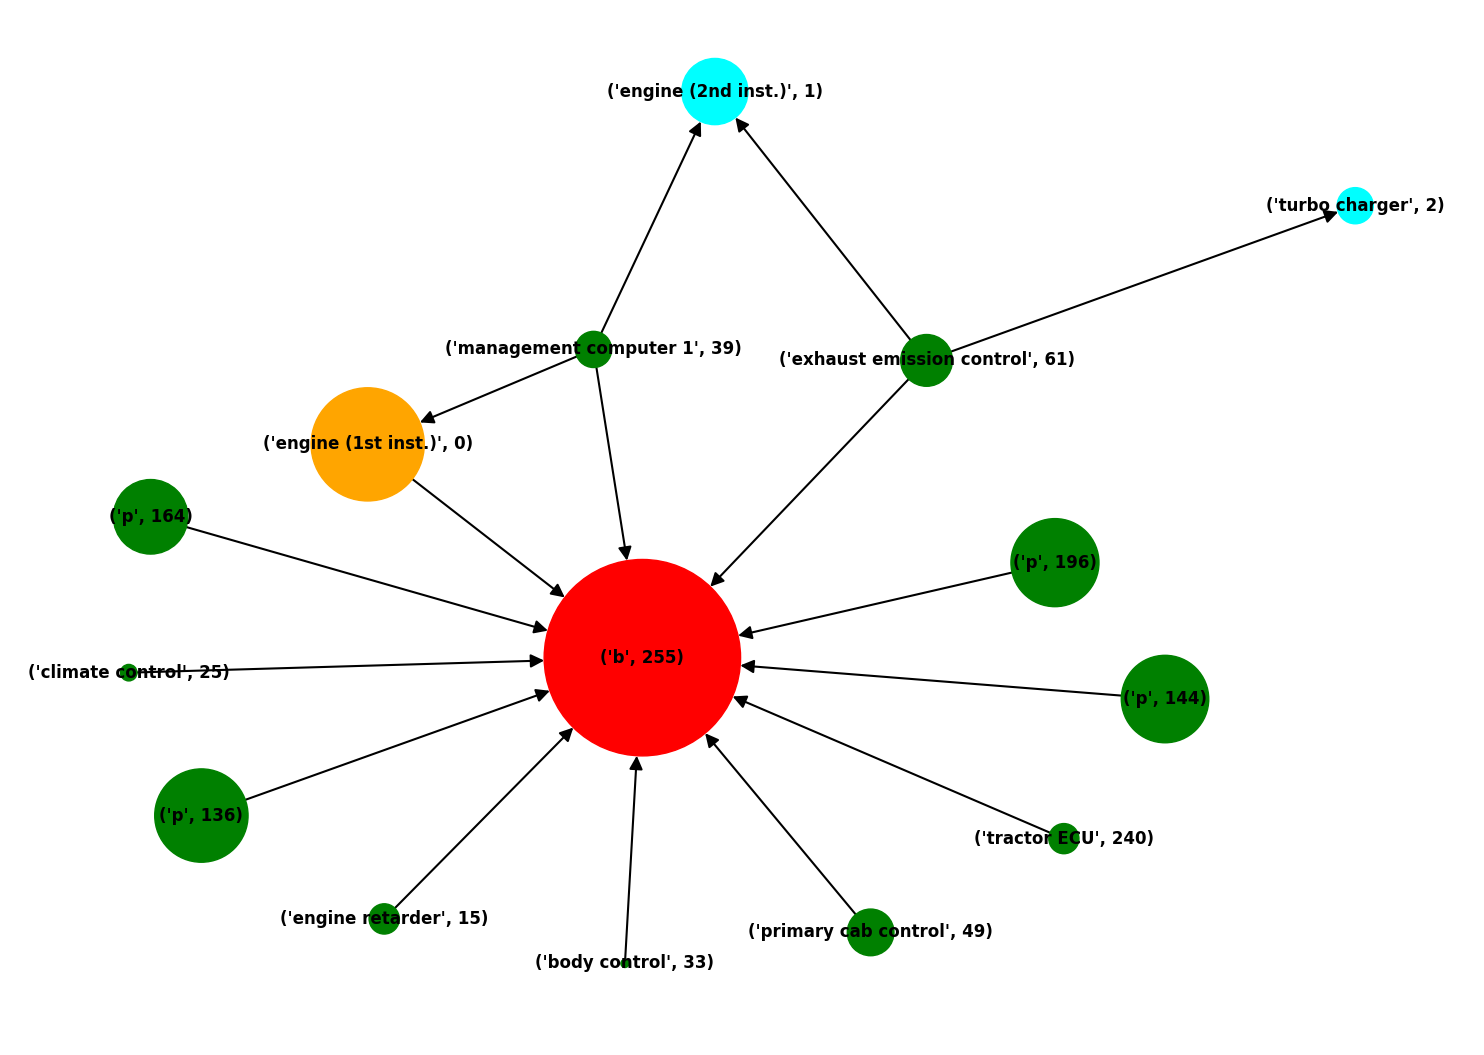 ('engine (2nd inst.)', 1)
('turbo charger', 2)
('management computer 1', 39)
('exhaust emission control', 61)
('engine (1st inst.)', 0)
('p', 164)
('p', 196)
('b', 255)
('climate control', 25)
('p', 144)
('p', 136)
('tractor ECU', 240)
('engine retarder', 15)
('primary cab control', 49)
('body control', 33)